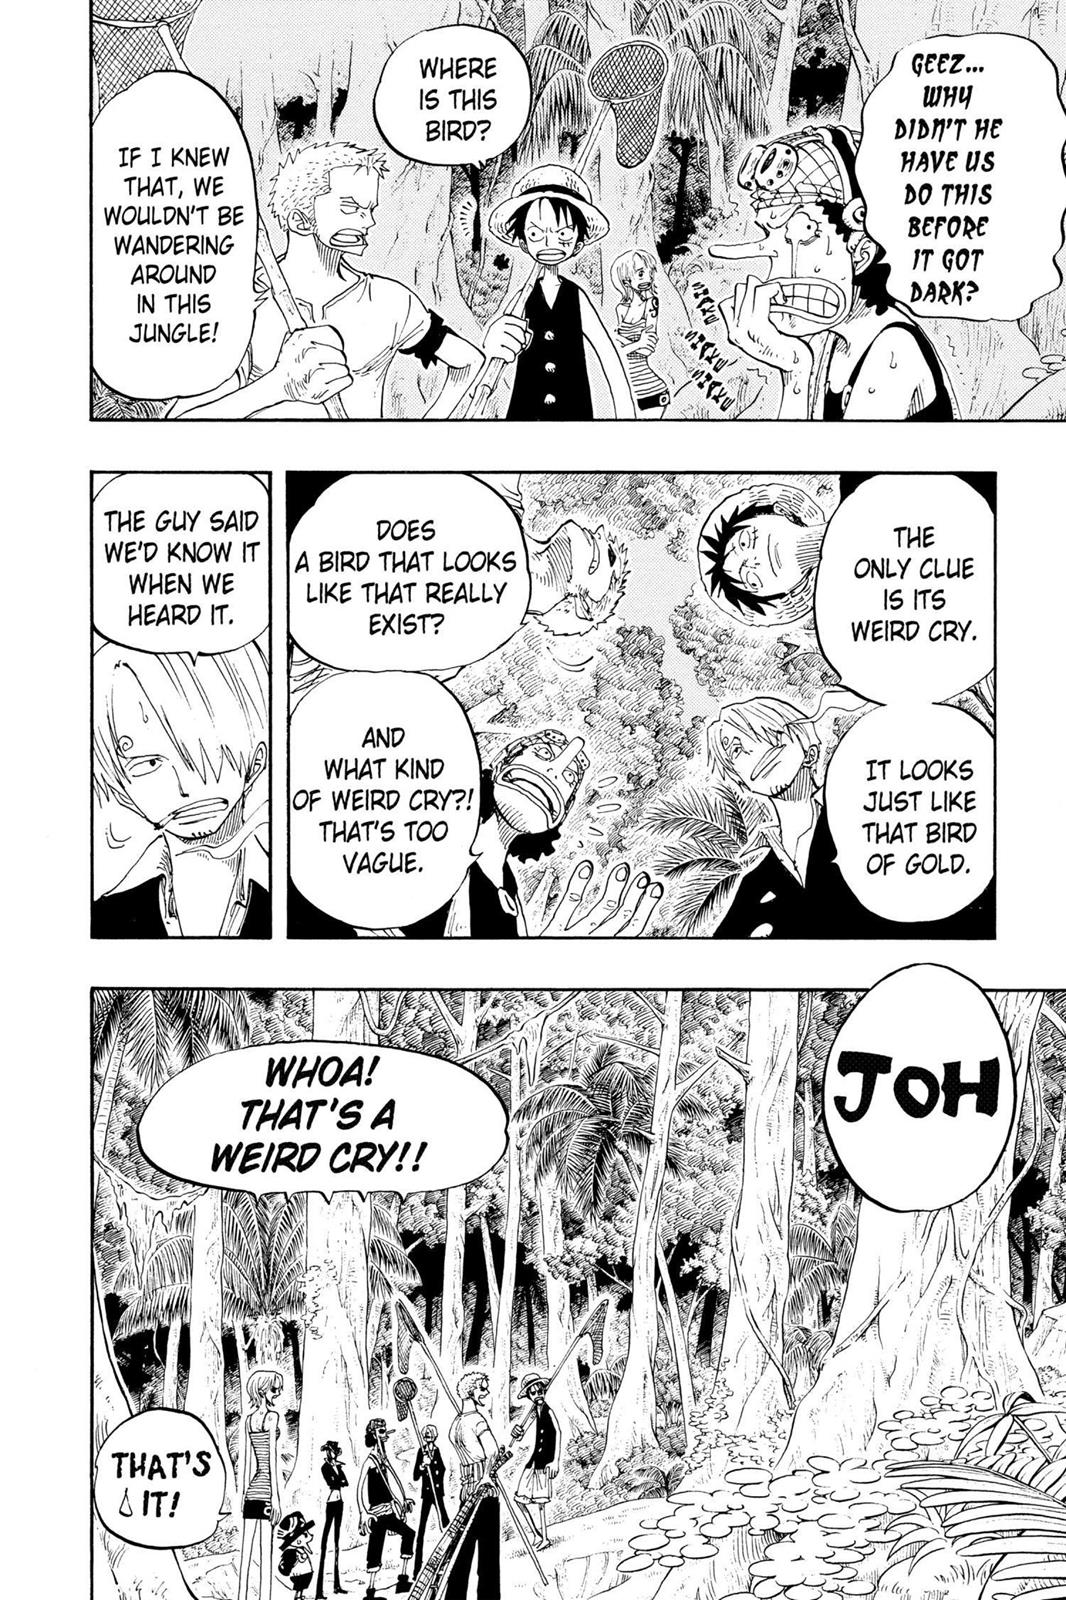 GEEZ...
WHY
DIDN'T HE
HAVE US
DO THIS
BEFORE
IT GOT
DARK?
WHERE
IS THIS
BIRD?
IF I KNEW
THAT, WE
WOULDN'T BE
WANDERING
AROUND
IN THIS
JUNGLE!
SHAKE
SHAKE
SHAKE
THE
ONLY CLUE
IS ITS
WEIRD CRY.
IT LOOKS
JUST LIKE
THAT BIRD
OF GOLD.
DOES
A BIRD THAT LOOKS
LIKE THAT REALLY
EXIST?
AND
WHAT KIND
OF WEIRD CRY?!
THAT'S TOO
VAGUE.
THE GUY SAID
WE'D KNOW IT
WHEN WE
HEARD IT.
JOH
WHOA!
THAT'S A
WEIRD CRY!!
THAT'S
IT!